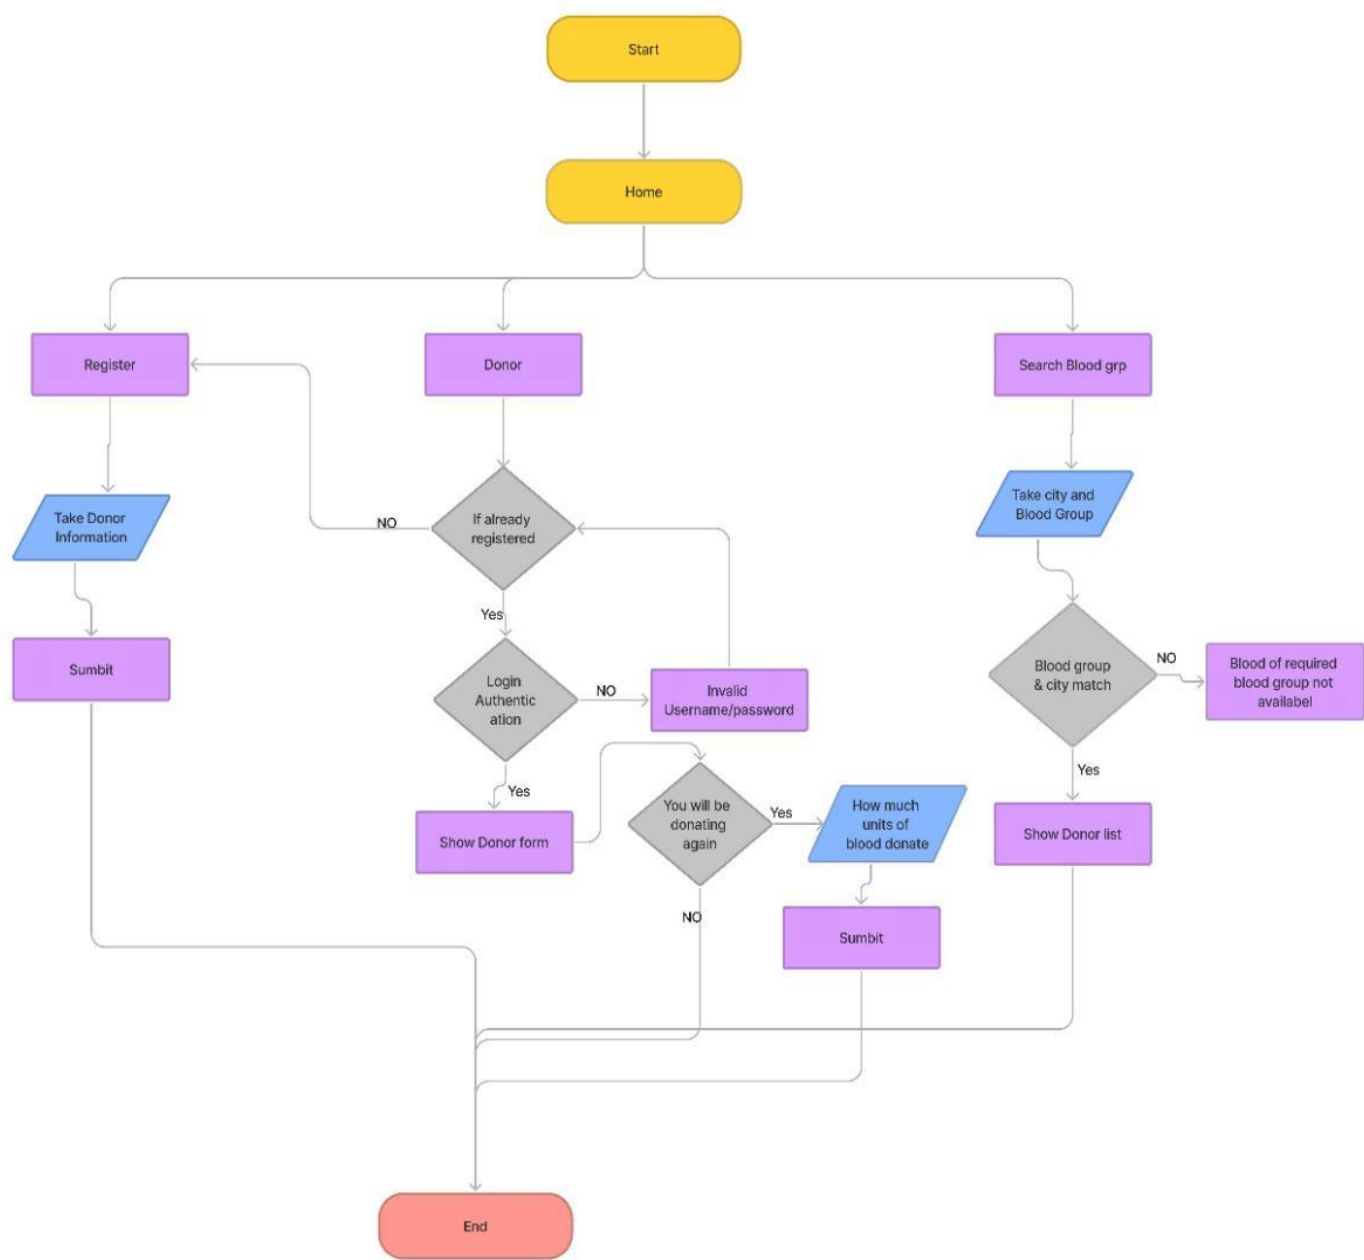 Start
Home
Register
Donor
Search Blood grp
Take Donor
Information
NO
If already
registered
Take city and
Blood Group
Yes
Sumbit
Login
Authentic
ation
NO
Invalid
Username/password
Blood group
& city match
NO
Blood of required
blood group not
availabel
Yes
Show Donor form
You will be
donating
again
Yes
How much
units of
blood donate
Yes
Show Donor list
NO
Sumbit
End